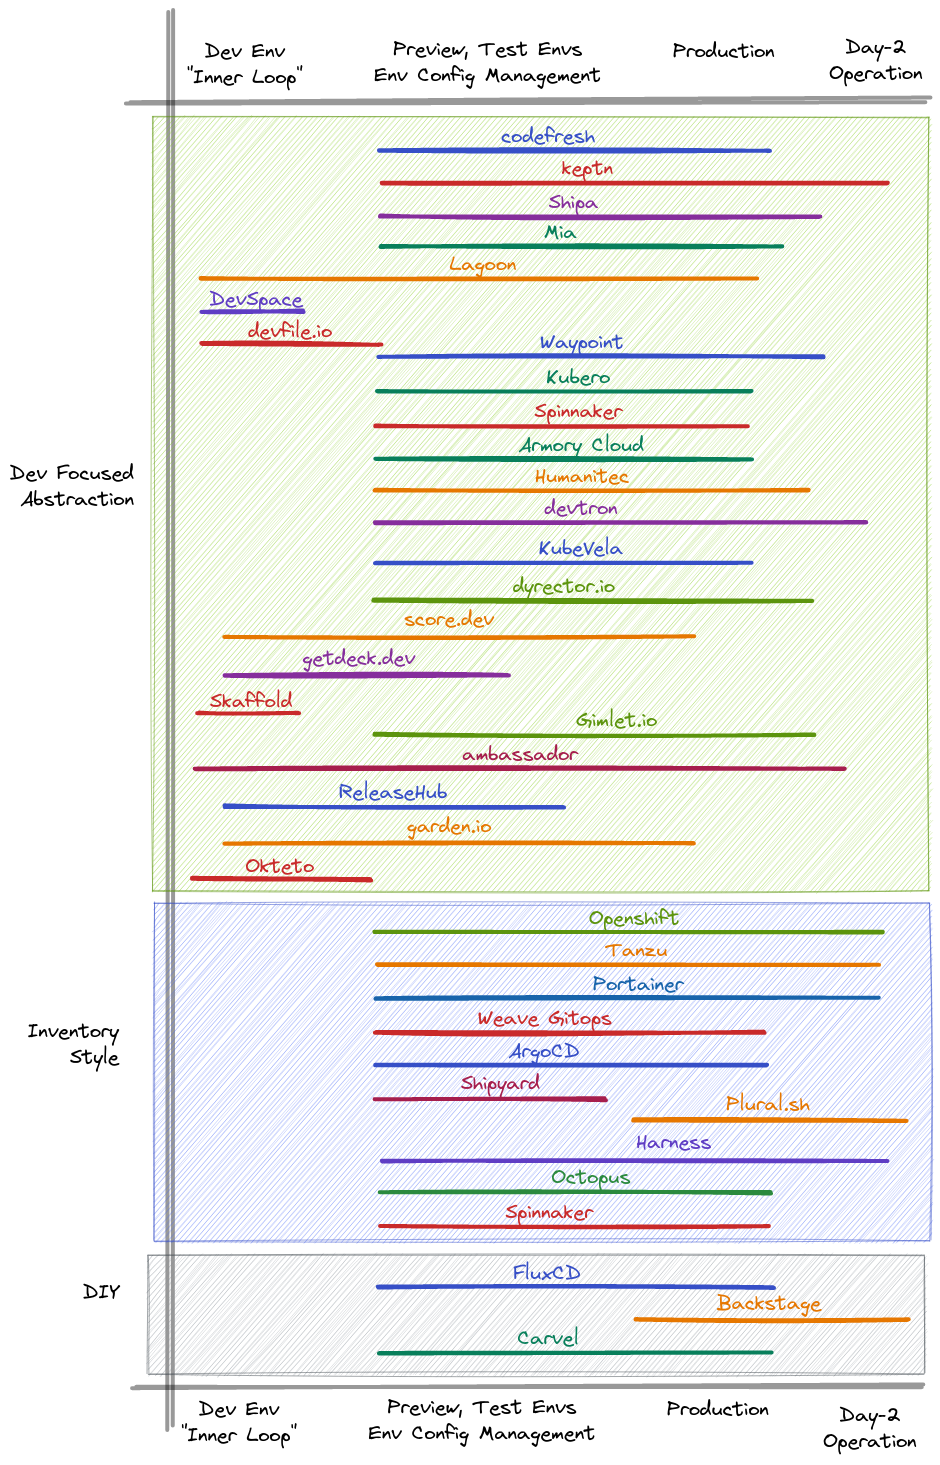 Dev Env
"Inner Loop"
Preview, Test Envs
Env Config Management
Production
Day-2
Operation
Dev Focused
Abstraction
codefresh
keptn
Shipa
Mia
Lagoon
DevSpace
devfile.io
Waypoint
Kubero
Spinnaker
Armory Cloud
Humanitec
devtron
KubeVela
dyrector.io
score.dev
getdeck.dev
Skaffold
Gimlet.io
ambassador
ReleaseHub
garden.io
Okteto
Inventory
Style
Openshift
Tanzu
Portainer
Weave Gitops
ArgoCD
Shipyard
Plural.sh
Harness
Octopus
Spinnaker
DIY
FluxCD
Backstage
Carvel
Dev Env
"Inner Loop"
Preview, Test Envs
Env Config Management
Production
Day-2
Operation